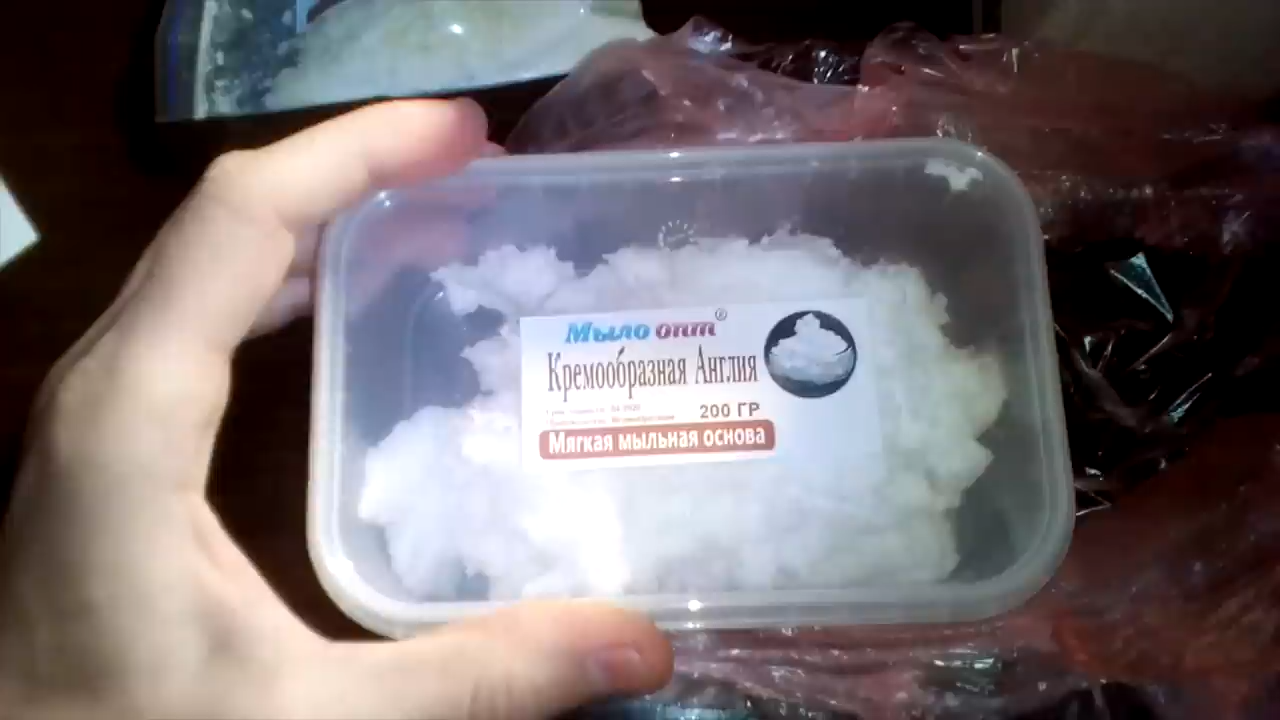 Мыло опт®
Кремообразная Англия
200 ГР
Мягкая мыльная основа